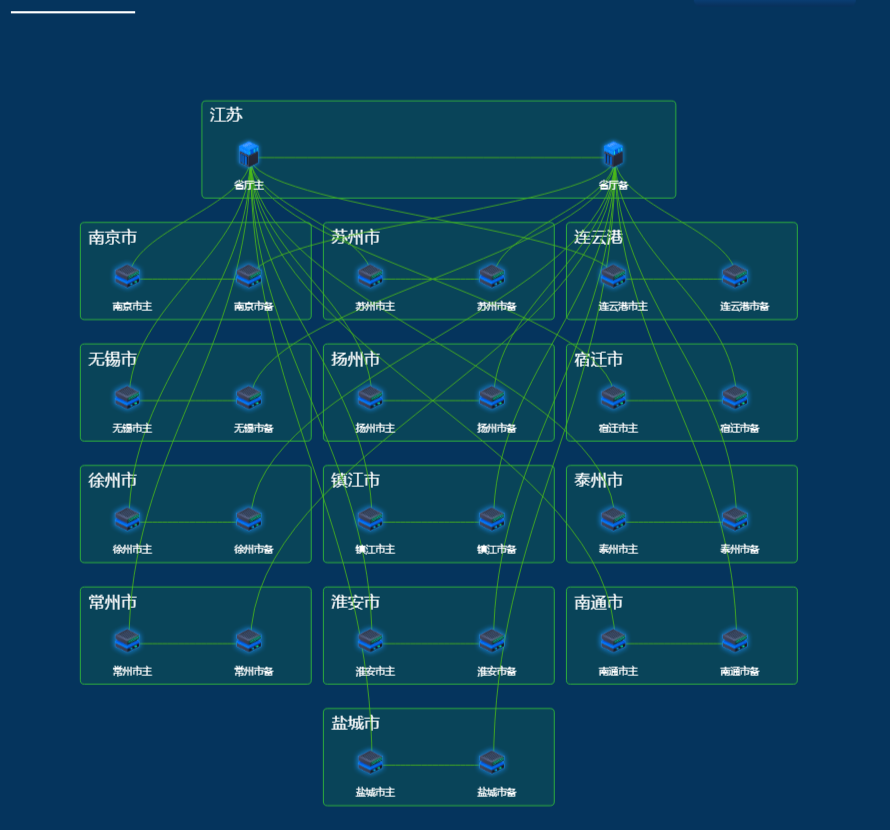 江苏
省厅主 省厅备
南京市 苏州市 连云港
南京市主 南京市备 苏州市主 苏州市备 连云港市主 连云港市备
无锡市 扬州市 宿迁市
无锡市主 无锡市备 扬州市主 扬州市备 宿迁市主 宿迁市备
徐州市 镇江市 泰州市
徐州市主 徐州市备 镇江市主 镇江市备 泰州市主 泰州市备
常州市 淮安市 南通市
常州市主 常州市备 淮安市主 淮安市备 南通市主 南通市备
盐城市
盐城市主 盐城市备